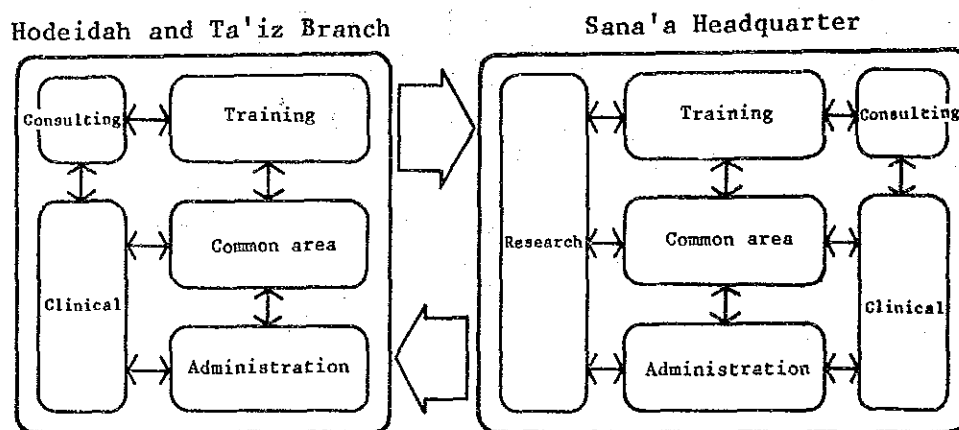 Hodeidah and Ta'iz Branch
Consulting
Training
Common area
Clinical
Administration
Sana'a Headquarter
Training
Consulting
Research
Common area
Clinical
Administration